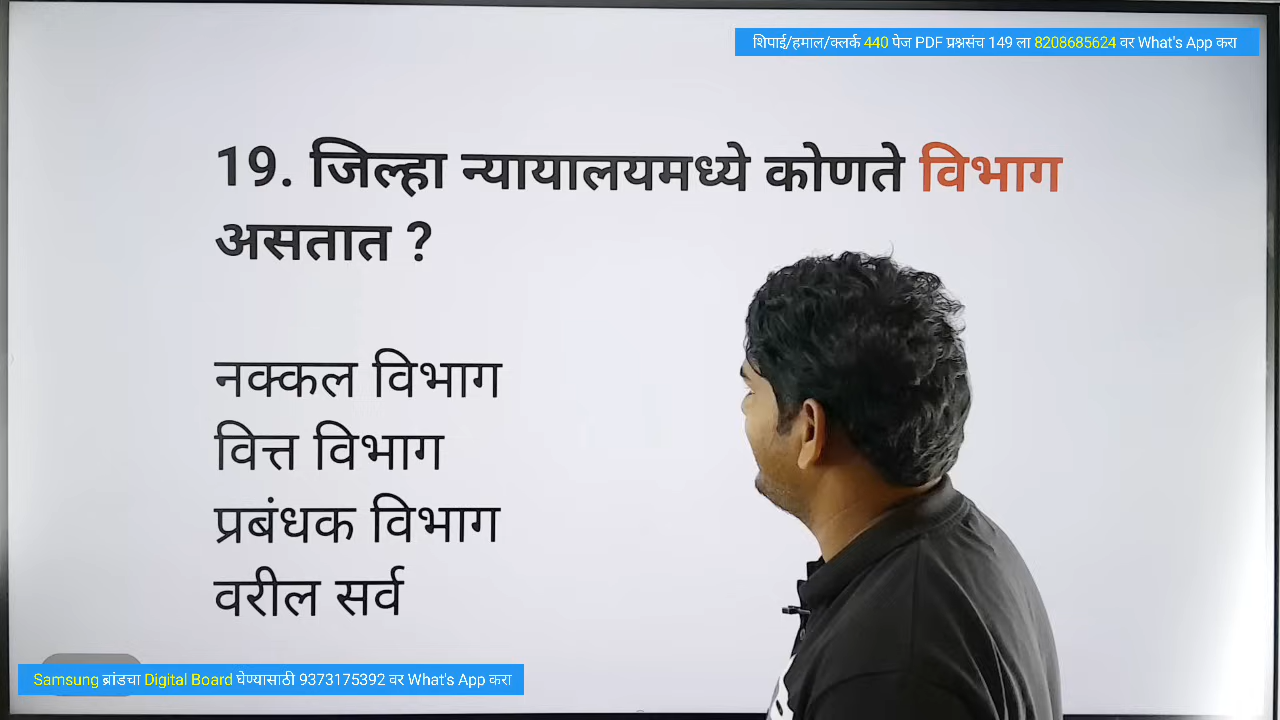 शिपाई/हमाल/क्लर्क 440 पेज PDF प्रश्नसंच 149 ला 8208685624 वर What's App करा
19. जिल्हा न्यायालयमध्ये कोणते विभाग
असतात ?
नक्कल विभाग
वित्त विभाग
प्रबंधक विभाग
वरील सर्व
Samsung ब्रांडचा Digital Board घेण्यासाठी 9373175392 वर What's App करा